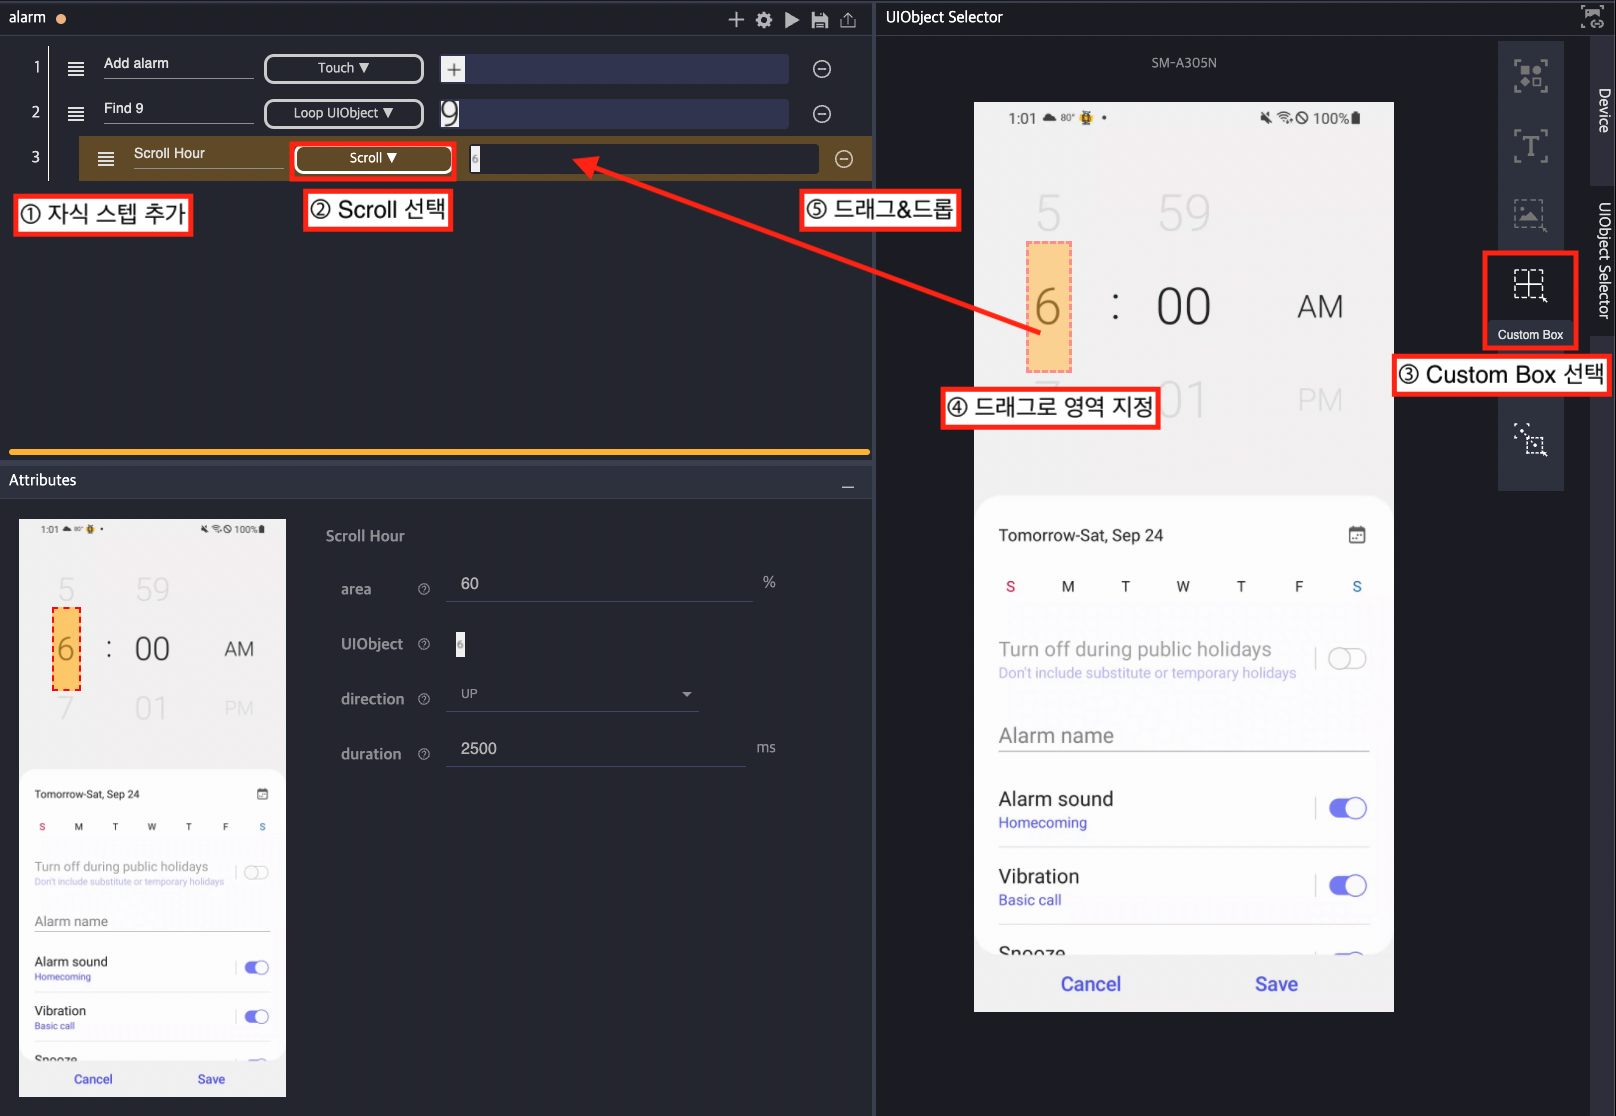 alarm
1
Add alarm
Touch ▼
+
2
Find 9
Loop UIObject ▼
9
3
Scroll Hour
Scroll ▼
6
① 자식 스텝 추가
② Scroll 선택
⑤ 드래그&드롭
Attributes
1:01 80° 100%
5 59
6 : 00 AM
7 01 PM
Tomorrow-Sat, Sep 24
S M T W T F S
Turn off during public holidays
Don't include substitute or temporary holidays
Alarm name
Alarm sound
Homecoming
Vibration
Basic call
Snooze
Cancel Save
Scroll Hour
area 60 %
UIObject 6
direction UP
duration 2500 ms
UIObject Selector
SM-A305N
1:01 80° 100%
5 59
6 : 00 AM
7 01 PM
④ 드래그로 영역 지정
Tomorrow-Sat, Sep 24
S M T W T F S
Turn off during public holidays
Don't include substitute or temporary holidays
Alarm name
Alarm sound
Homecoming
Vibration
Basic call
Snooze
Cancel Save
T
Custom Box
③ Custom Box 선택
Device
UIObject Selector